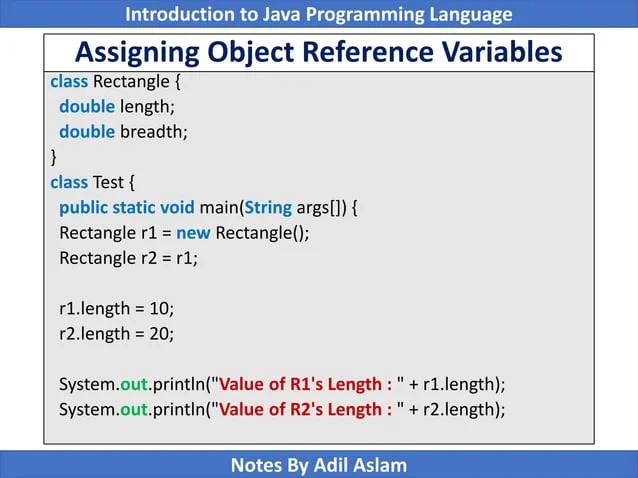 Introduction to Java Programming Language
Assigning Object Reference Variables
class Rectangle {
double length;
double breadth;
}
class Test {
public static void main(String args[]) {
Rectangle r1 = new Rectangle();
Rectangle r2 = r1;
r1.length = 10;
r2.length = 20;
System.out.println("Value of R1's Length : " + r1.length);
System.out.println("Value of R2's Length : " + r2.length);
Notes By Adil Aslam